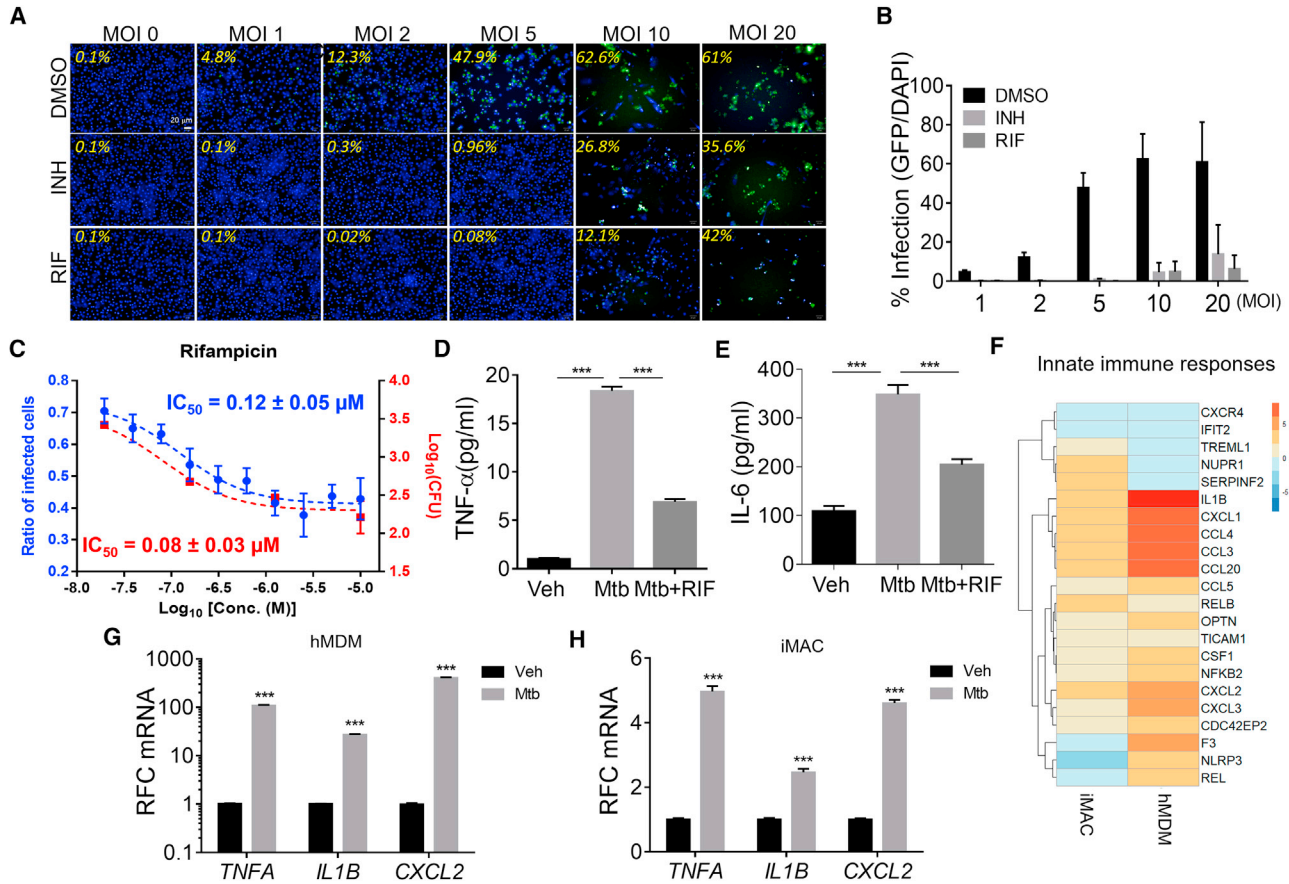 A
MOI 0 MOI 1 MOI 2 MOI 5 MOI 10 MOI 20
DMSO
0.1% 4.8% 12.3% 47.9% 62.6% 61%
20 µm
INH
0.1% 0.1% 0.3% 0.96% 26.8% 35.6%
RIF
0.1% 0.1% 0.02% 0.08% 12.1% 42%
B
% Infection (GFP/DAPI)
100
80
60
40
20
0
DMSO
INH
RIF
1 2 5 10 20 (MOI)
C
Rifampicin
Ratio of infected cells
0.8
0.7
0.6
0.5
0.4
0.3
0.2
IC50 = 0.12 ± 0.05 µM
IC50 = 0.08 ± 0.03 µM
4.0
3.5
3.0
2.5
2.0
1.5
Log10(CFU)
-8.0 -7.5 -7.0 -6.5 -6.0 -5.5 -5.0
Log10 [Conc. (M)]
D
TNF-α(pg/ml)
20
15
10
5
0
*** ***
Veh Mtb Mtb+RIF
E
IL-6 (pg/ml)
400
300
200
100
0
*** ***
Veh Mtb Mtb+RIF
F
Innate immune responses
CXCR4
IFIT2
TREML1
NUPR1
SERPINF2
IL1B
CXCL1
CCL4
CCL3
CCL20
CCL5
RELB
OPTN
TICAM1
CSF1
NFKB2
CXCL2
CXCL3
CDC42EP2
F3
NLRP3
REL
5
0
-5
iMAC hMDM
G
hMDM
RFC mRNA
1000
100
10
1
0.1
*** *** ***
Veh
Mtb
TNFA IL1B CXCL2
H
iMAC
RFC mRNA
6
4
2
0
*** *** ***
Veh
Mtb
TNFA IL1B CXCL2